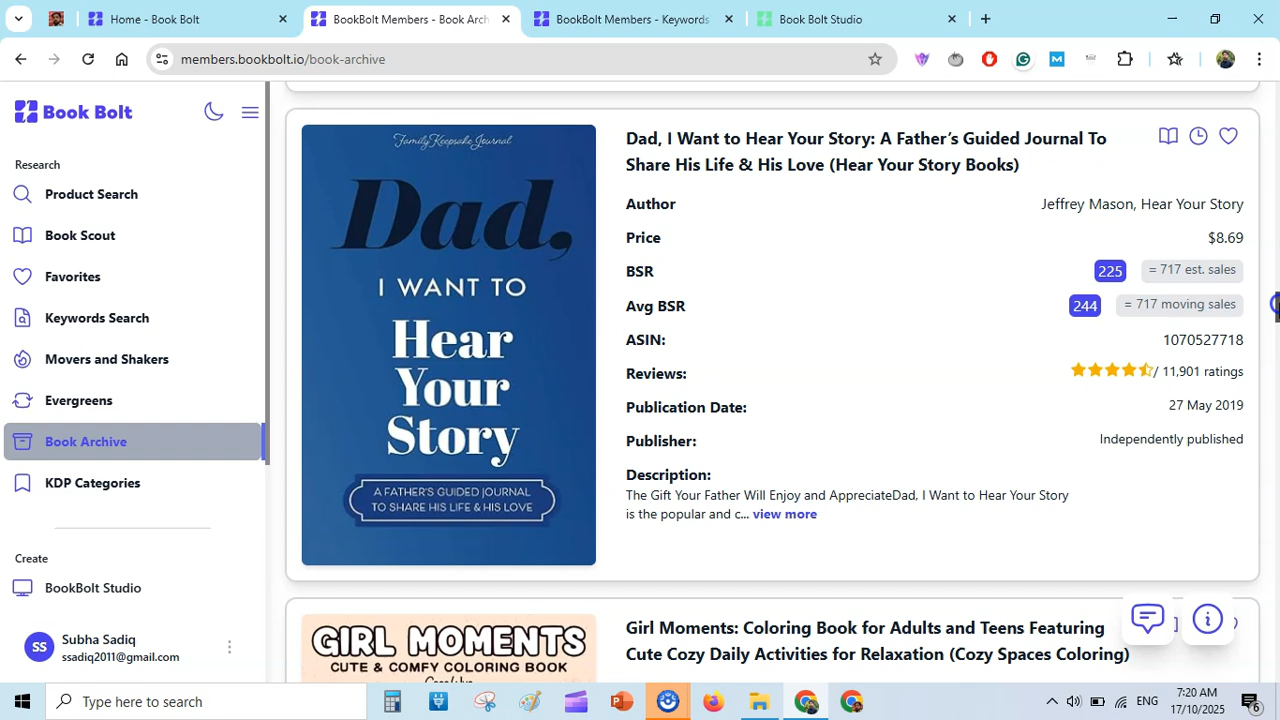 Home - Book Bolt
BookBolt Members - Book Arch
BookBolt Members - Keywords
Book Bolt Studio
members.bookbolt.io/book-archive
Book Bolt
Research
Product Search
Book Scout
Favorites
Keywords Search
Movers and Shakers
Evergreens
Book Archive
KDP Categories
Create
BookBolt Studio
SS
Subha Sadiq
ssadiq2011@gmail.com
FamilyKeepsakeJournal
Dad,
I WANT TO
Hear
Your
Story
A FATHER'S GUIDED JOURNAL
TO SHARE HIS LIFE & HIS LOVE
Dad, I Want to Hear Your Story: A Father’s Guided Journal To
Share His Life & His Love (Hear Your Story Books)
Author Jeffrey Mason, Hear Your Story
Price $8.69
BSR 225 = 717 est. sales
Avg BSR 244 = 717 moving sales
ASIN: 1070527718
Reviews: / 11,901 ratings
Publication Date: 27 May 2019
Publisher: Independently published
Description:
The Gift Your Father Will Enjoy and AppreciateDad, I Want to Hear Your Story
is the popular and c... view more
GIRL MOMENTS
CUTE & COMFY COLORING BOOK
Girl Moments: Coloring Book for Adults and Teens Featuring
Cute Cozy Daily Activities for Relaxation (Cozy Spaces Coloring)
Type here to search
ENG
7:20 AM
17/10/2025
6